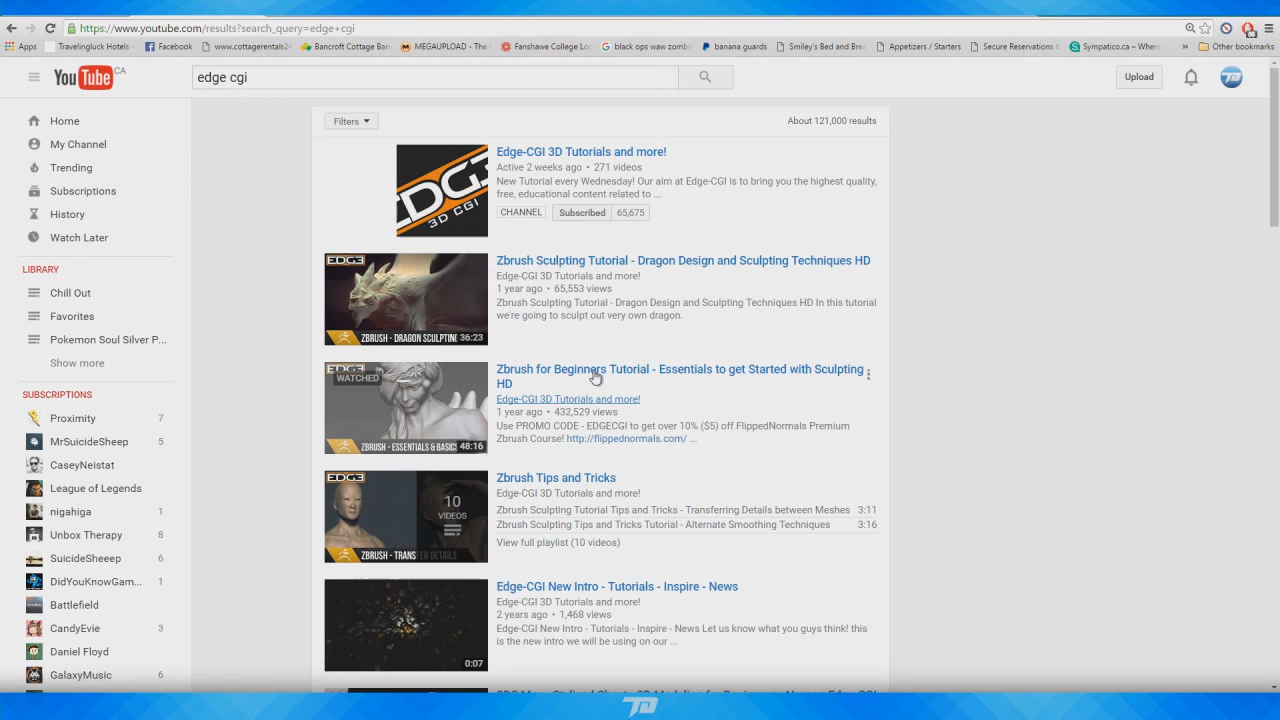 https://www.youtube.com/results?search_query=edge+cgi
Apps
Travelingluck Hotels -
Facebook
www.cottagerentals24
Bancroft Cottage Ban
MEGAUPLOAD - The
Fanshawe College Lo
black ops waw zomb
banana guards
Smiley's Bed and Bre
Appetizers / Starters
Secure Reservations
Sympatico.ca – Wher
»
Other bookmarks
YouTube CA
edge cgi
Upload
Home
My Channel
Trending
Subscriptions
History
Watch Later
LIBRARY
Chill Out
Favorites
Pokemon Soul Silver P...
Show more
SUBSCRIPTIONS
Proximity 7
MrSuicideSheep 5
CaseyNeistat
League of Legends
nigahiga 1
Unbox Therapy 8
SuicideSheeep 6
DidYouKnowGam... 1
Battlefield
CandyEvie 3
Daniel Floyd
GalaxyMusic 6
Filters
About 121,000 results
EDGE
3D CGI
Edge-CGI 3D Tutorials and more!
Active 2 weeks ago • 271 videos
New Tutorial every Wednesday! Our aim at Edge-CGI is to bring you the highest quality,
free, educational content related to ...
CHANNEL Subscribed 65,675
EDGE
ZBRUSH - DRAGON SCULPTING
36:23
Zbrush Sculpting Tutorial - Dragon Design and Sculpting Techniques HD
Edge-CGI 3D Tutorials and more!
1 year ago • 65,553 views
Zbrush Sculpting Tutorial - Dragon Design and Sculpting Techniques HD In this tutorial
we're going to sculpt out very own dragon.
WATCHED
ZBRUSH - ESSENTIALS & BASICS
48:16
Zbrush for Beginners Tutorial - Essentials to get Started with Sculpting
HD
Edge-CGI 3D Tutorials and more!
1 year ago • 432,529 views
Use PROMO CODE - EDGECGI to get over 10% ($5) off FlippedNormals Premium
Zbrush Course! http://flippednormals.com/ ...
EDGE
10
VIDEOS
ZBRUSH - TRANSFER DETAILS
Zbrush Tips and Tricks
Edge-CGI 3D Tutorials and more!
Zbrush Sculpting Tutorial Tips and Tricks - Transferring Details between Meshes 3:11
Zbrush Sculpting Tips and Tricks Tutorial - Alternate Smoothing Techniques 3:16
View full playlist (10 videos)
0:07
Edge-CGI New Intro - Tutorials - Inspire - News
Edge-CGI 3D Tutorials and more!
2 years ago • 1,468 views
Edge-CGI New Intro - Tutorials - Inspire - News Let us know what you guys think! this
is the new intro we will be using on our ...